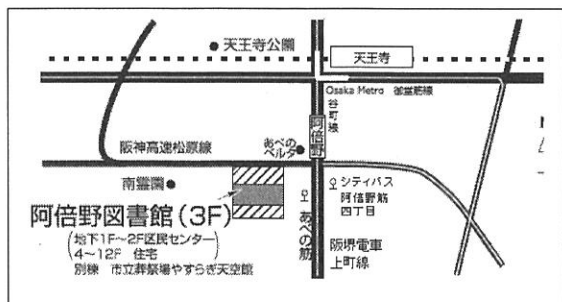 ● 天王寺公園
天王寺
Osaka Metro 御堂筋線
谷町線
阿倍野
あべの
ベルタ ●
阪神高速松原線
南霊園 ●
シティバス
阿倍野筋
四丁目
阿倍野図書館(3F)
(地下1F~2F区民センター
4~12F 住宅
別棟 市立葬祭場やすらぎ天空館)
あべの筋
阪堺電車
上町線